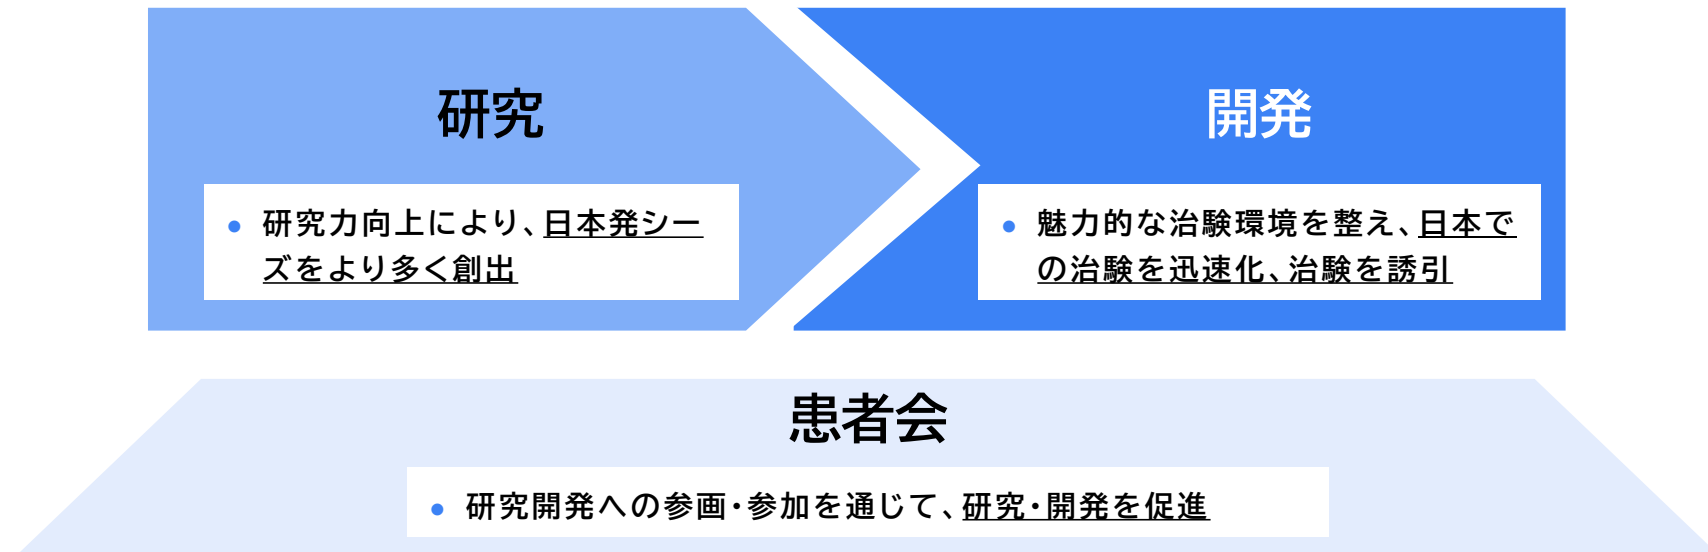 研究
● 研究力向上により、日本発シー
ズをより多く創出
開発
● 魅力的な治験環境を整え、日本で
の治験を迅速化、治験を誘引
患者会
● 研究開発への参画・参加を通じて、研究・開発を促進